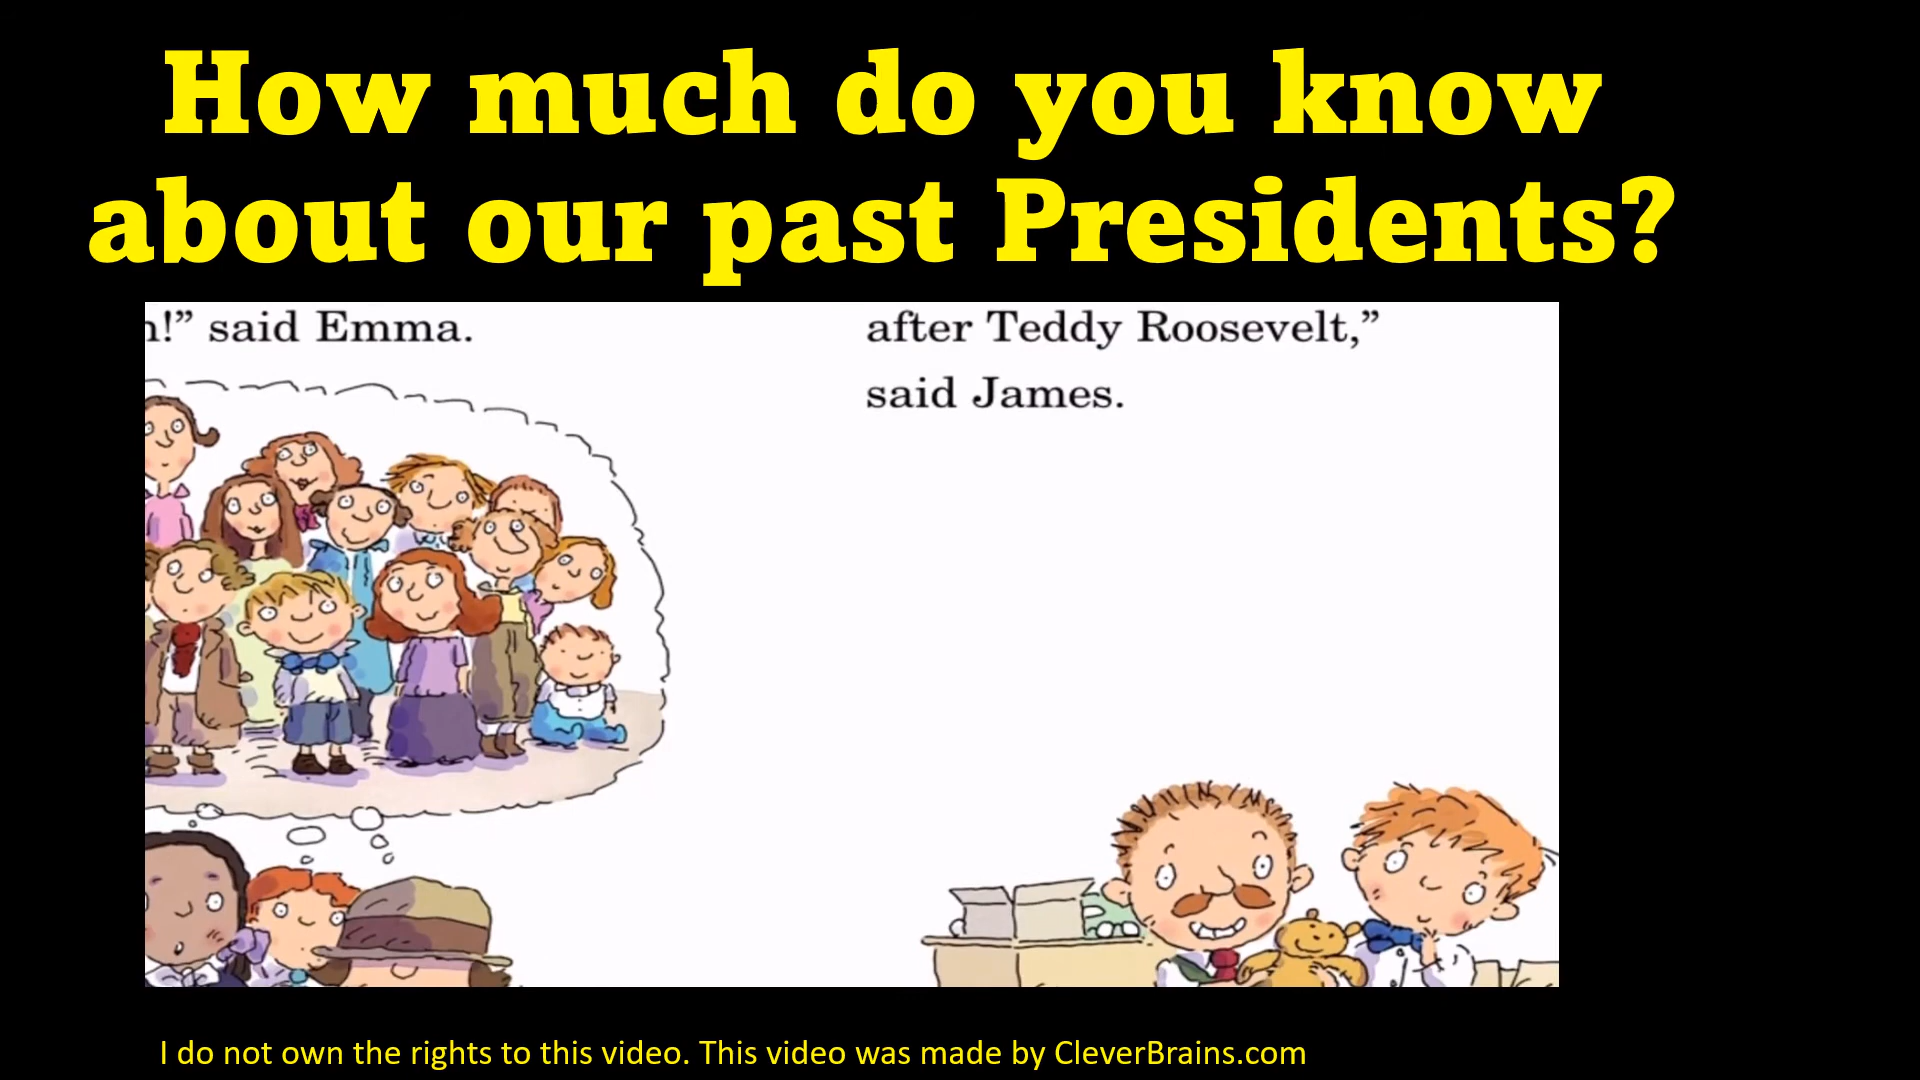 How much do you know
about our past Presidents?
!” said Emma.
after Teddy Roosevelt,”
said James.
I do not own the rights to this video. This video was made by CleverBrains.com